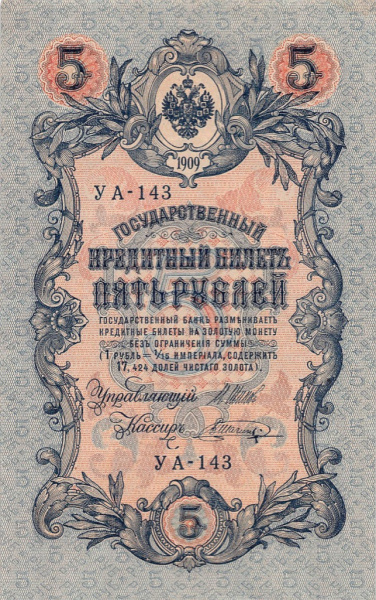 5 5
1909
УА-143
ГОСУДАРСТВЕННЫЙ
КРЕДИТНЫЙ БИЛЕТЪ
ПЯТЬ РУБЛЕЙ
ГОСУДАРСТВЕННЫЙ БАНКЪ РАЗМѢНИВАЕТЪ
КРЕДИТНЫЕ БИЛЕТЫ НА ЗОЛОТУЮ МОНЕТУ
БЕЗЪ ОГРАНИЧЕНІЯ СУММЫ
(1 РУБЛЬ = 1/15 ИМПЕРІАЛА, СОДЕРЖИТЪ
17,424 ДОЛЕЙ ЧИСТАГО ЗОЛОТА).
Управляющій
Кассиръ
УА-143
5